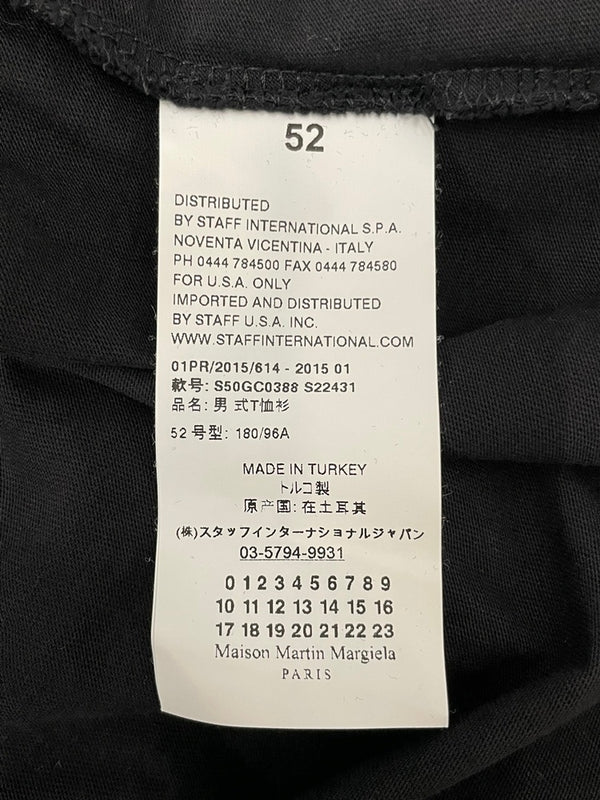 52
DISTRIBUTED
BY STAFF INTERNATIONAL S.P.A.
NOVENTA VICENTINA - ITALY
PH 0444 784500 FAX 0444 784580
FOR U.S.A. ONLY
IMPORTED AND DISTRIBUTED
BY STAFF U.S.A. INC.
WWW.STAFFINTERNATIONAL.COM
01PR/2015/614 - 2015 01
款号: S50GC0388 S22431
品名: 男 式T恤衫
52 号型: 180/96A
MADE IN TURKEY
トルコ製
原产国: 在土耳其
(株)スタッフインターナショナルジャパン
03-5794-9931
0 1 2 3 4 5 6 7 8 9
10 11 12 13 14 15 16
17 18 19 20 21 22 23
Maison Martin Margiela
PARIS